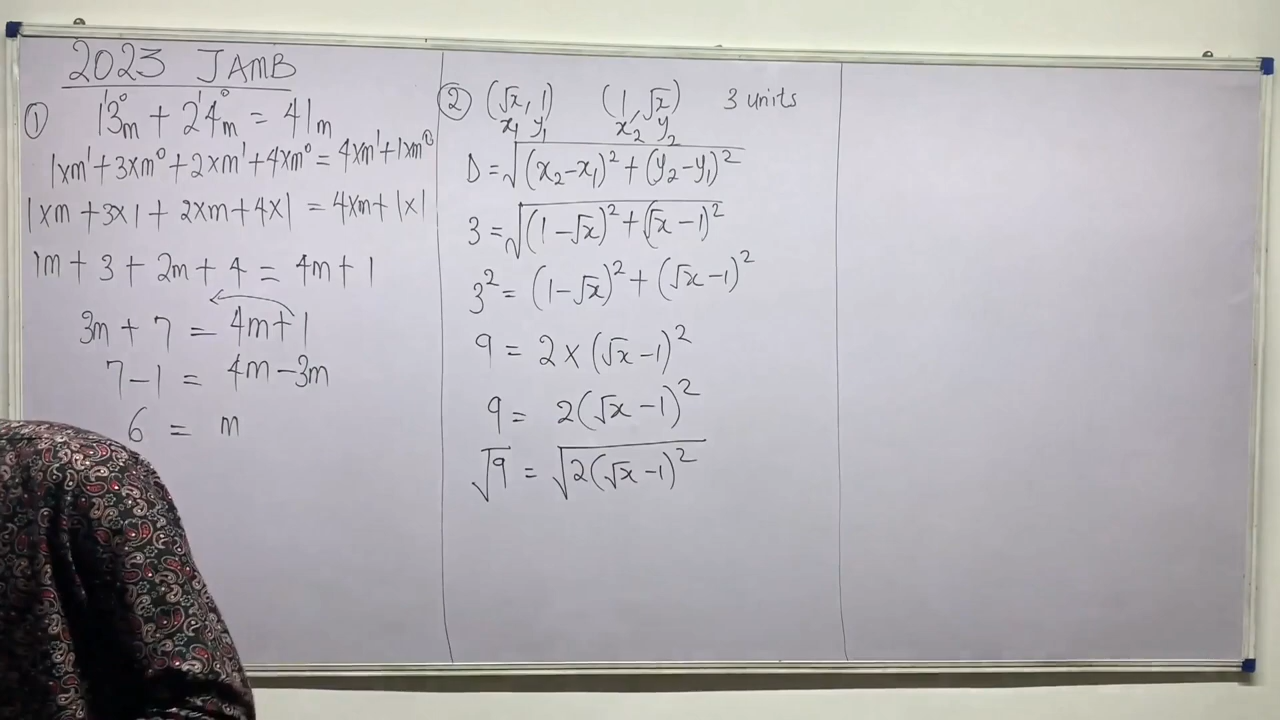 2023 JAMB
① 1¹3⁰ₘ + 2¹4⁰ₘ = 41ₘ
1xm¹+3xm⁰+2xm¹+4xm⁰=4xm¹+1xm⁰
1xm+3x1+2xm+4x1=4xm+1x1
1m+3+2m+4=4m+1
3m+7=4m+1
7-1=4m-3m
6=m
② (√x,1) (1,√x) 3 units
x₁ y₁ x₂ y₂
D=√(x₂-x₁)²+(y₂-y₁)²
3=√(1-√x)²+(√x-1)²
3²=(1-√x)²+(√x-1)²
9=2×(√x-1)²
9=2(√x-1)²
√9=√2(√x-1)²